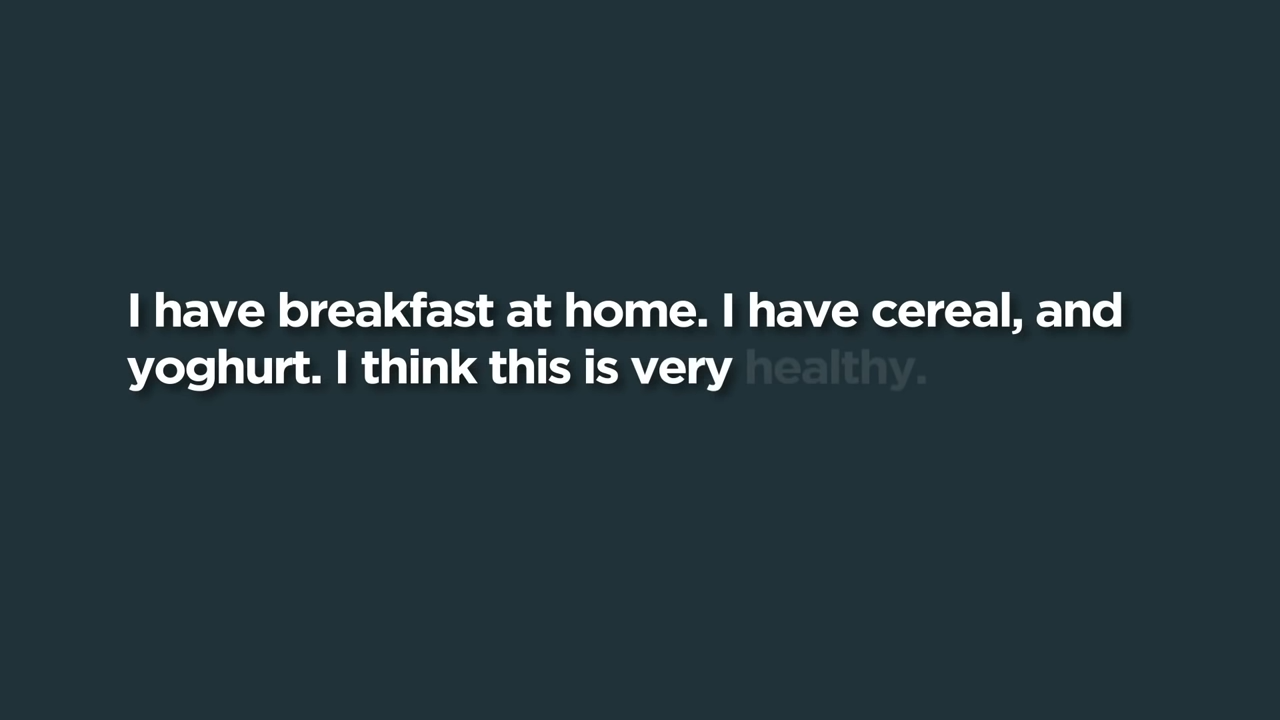 I have breakfast at home. I have cereal, and
yoghurt. I think this is very healthy.